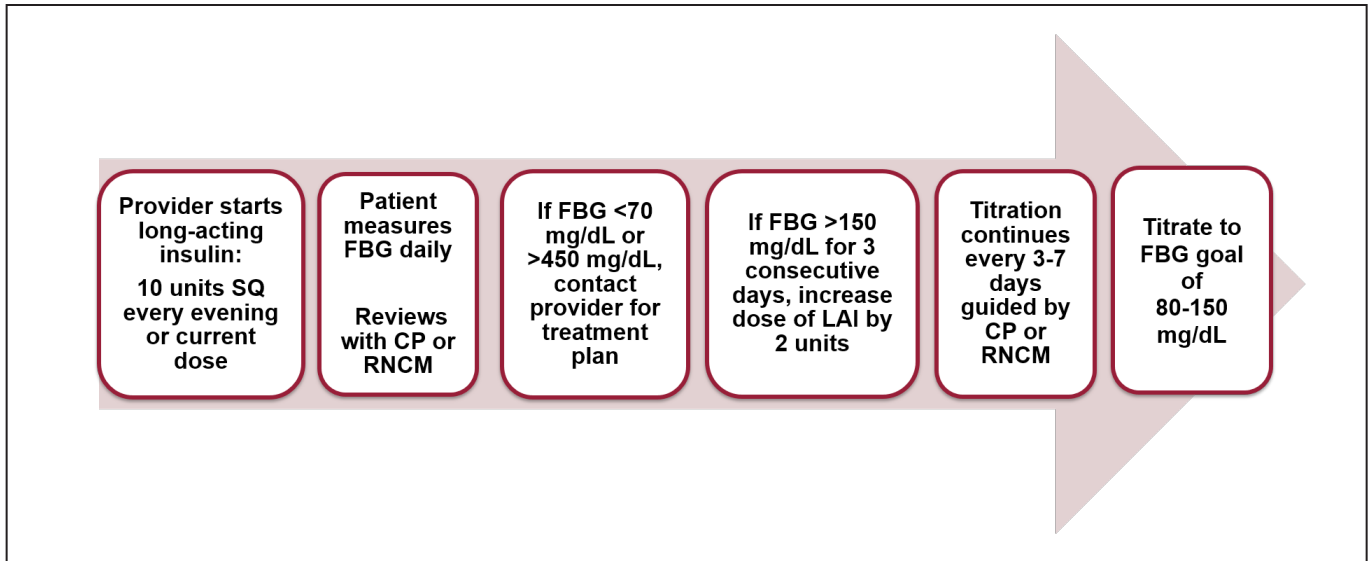 Provider starts
long-acting
insulin:
10 units SQ
every evening
or current
dose
Patient
measures
FBG daily
Reviews
with CP or
RNCM
If FBG <70
mg/dL or
>450 mg/dL,
contact
provider for
treatment
plan
If FBG >150
mg/dL for 3
consecutive
days, increase
dose of LAI by
2 units
Titration
continues
every 3-7
days
guided by
CP or
RNCM
Titrate to
FBG goal
of
80-150
mg/dL